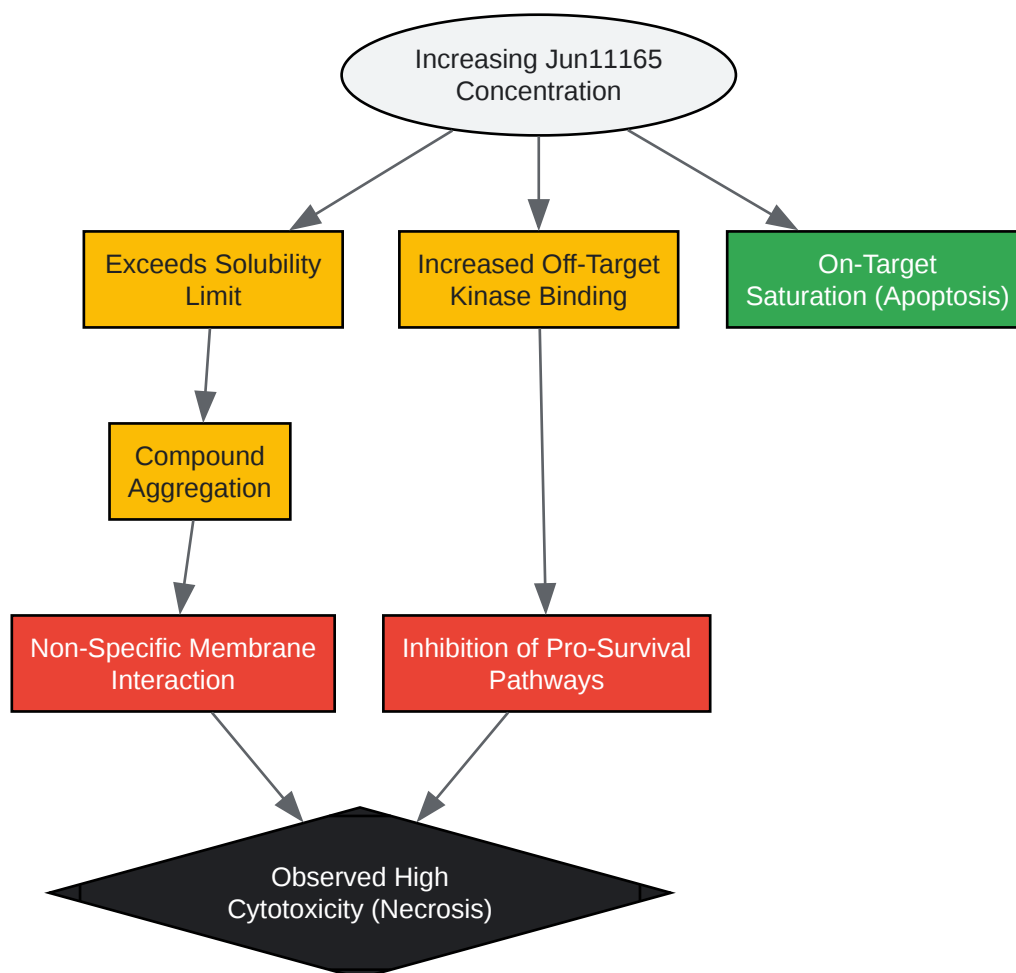 Increasing Jun11165
Concentration
Exceeds Solubility
Limit
Increased Off-Target
Kinase Binding
On-Target
Saturation (Apoptosis)
Compound
Aggregation
Non-Specific Membrane
Interaction
Inhibition of Pro-Survival
Pathways
Observed High
Cytotoxicity (Necrosis)